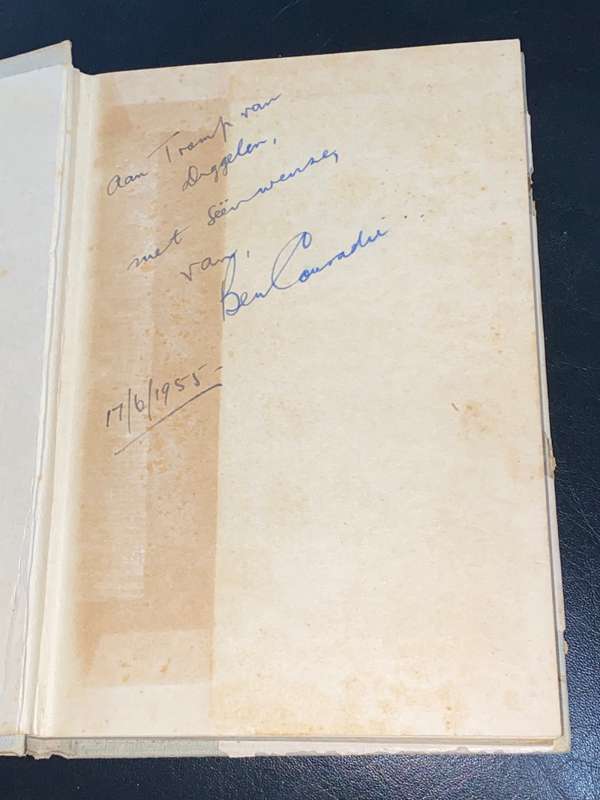 Aan Tromp van
Diggelen,
met seënwense,
van,
Ben Conradie
17/6/1955-